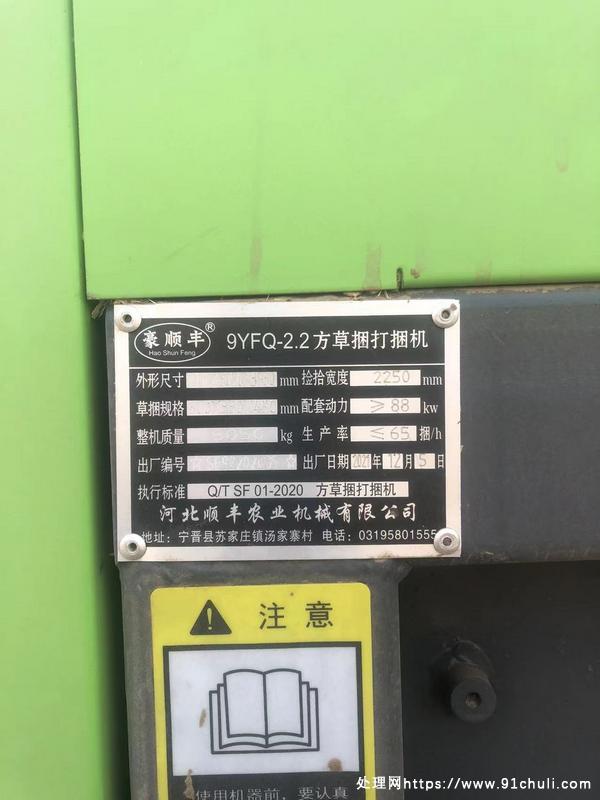 豪顺丰®
Hao Shun Feng
9YFQ-2.2方草捆打捆机
外形尺寸 mm 捡拾宽度 2250 mm
草捆规格 mm 配套动力 ≥88 kw
整机质量 kg 生产率 ≤65 捆/h
出厂编号 出厂日期 2021年12月5日
执行标准 Q/T SF 01-2020 方草捆打捆机
河北顺丰农业机械有限公司
地址:宁晋县苏家庄镇汤家寨村 电话:03195801555
注意
使用机器前,要认真
处理网https://www.91chuli.com